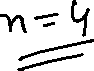 n = 4